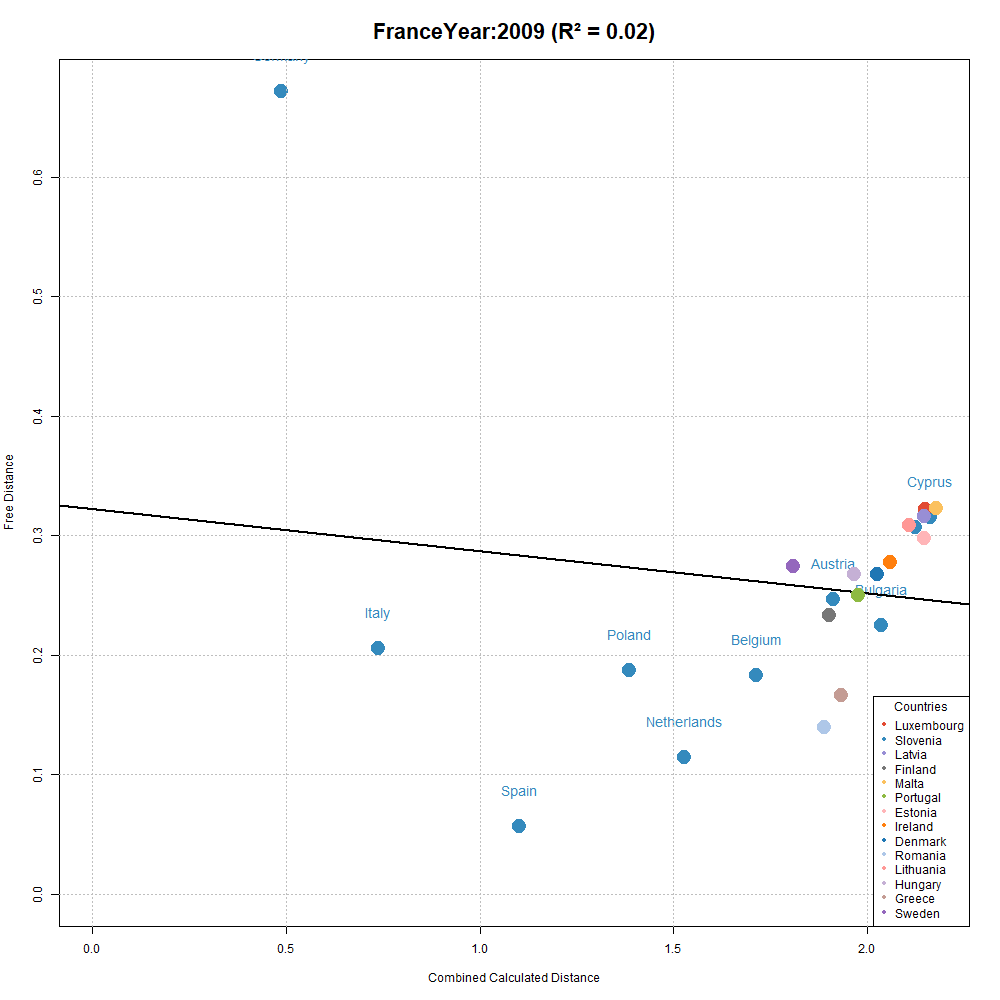 FranceYear:2009 (R² = 0.02)
0.6
0.5
0.4
0.3
0.2
0.1
0.0
Free Distance
Cyprus
Austria
Bulgaria
Italy
Poland
Belgium
Netherlands
Spain
Countries
Luxembourg
Slovenia
Latvia
Finland
Malta
Portugal
Estonia
Ireland
Denmark
Romania
Lithuania
Hungary
Greece
Sweden
0.0 0.5 1.0 1.5 2.0
Combined Calculated Distance